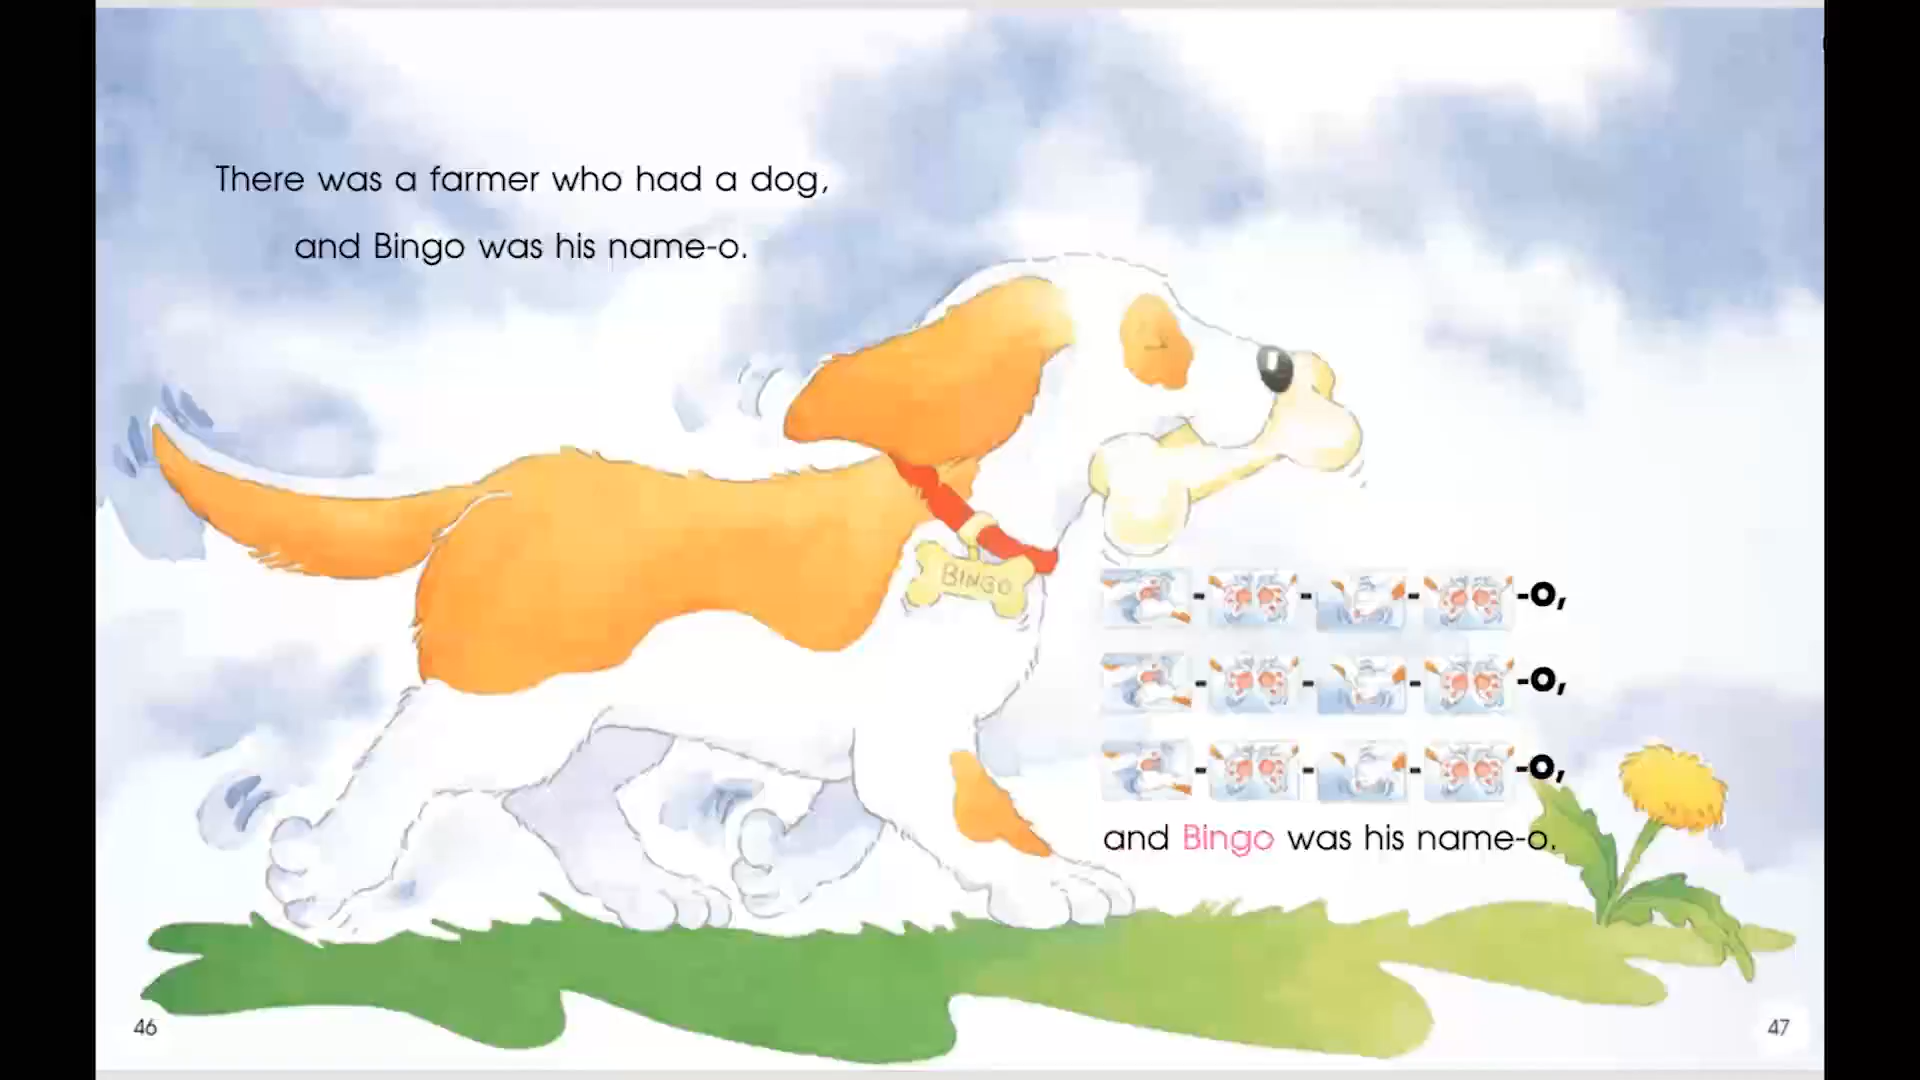 There was a farmer who had a dog,
and Bingo was his name-o.
BINGO
- - - -o,
- - - -o,
- - - -o,
and Bingo was his name-o.
46
47